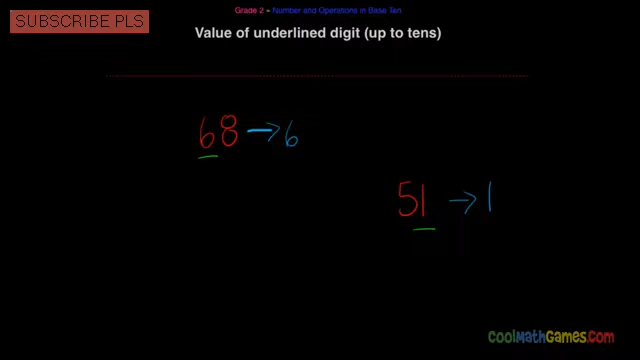 Grade 2 - Number and Operations in Base Ten
SUBSCRIBE PLS
Value of underlined digit (up to tens)
68 → 6
51 → 1
CoolMathGames.Com